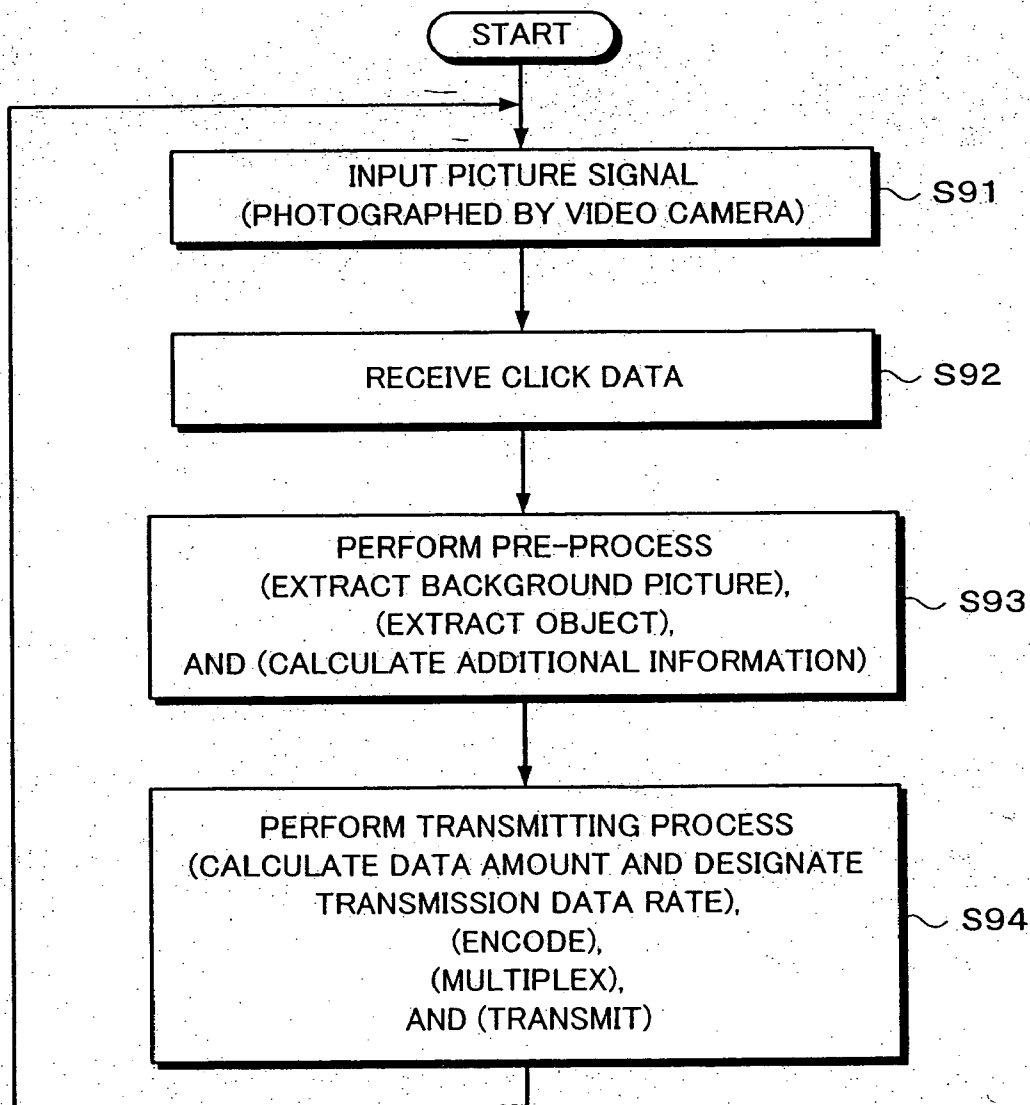 START
INPUT PICTURE SIGNAL
(PHOTOGRAPHED BY VIDEO CAMERA)
S91
RECEIVE CLICK DATA
S92
PERFORM PRE-PROCESS
(EXTRACT BACKGROUND PICTURE),
(EXTRACT OBJECT),
AND (CALCULATE ADDITIONAL INFORMATION)
S93
PERFORM TRANSMITTING PROCESS
(CALCULATE DATA AMOUNT AND DESIGNATE
TRANSMISSION DATA RATE),
(ENCODE),
(MULTIPLEX),
AND (TRANSMIT)
S94